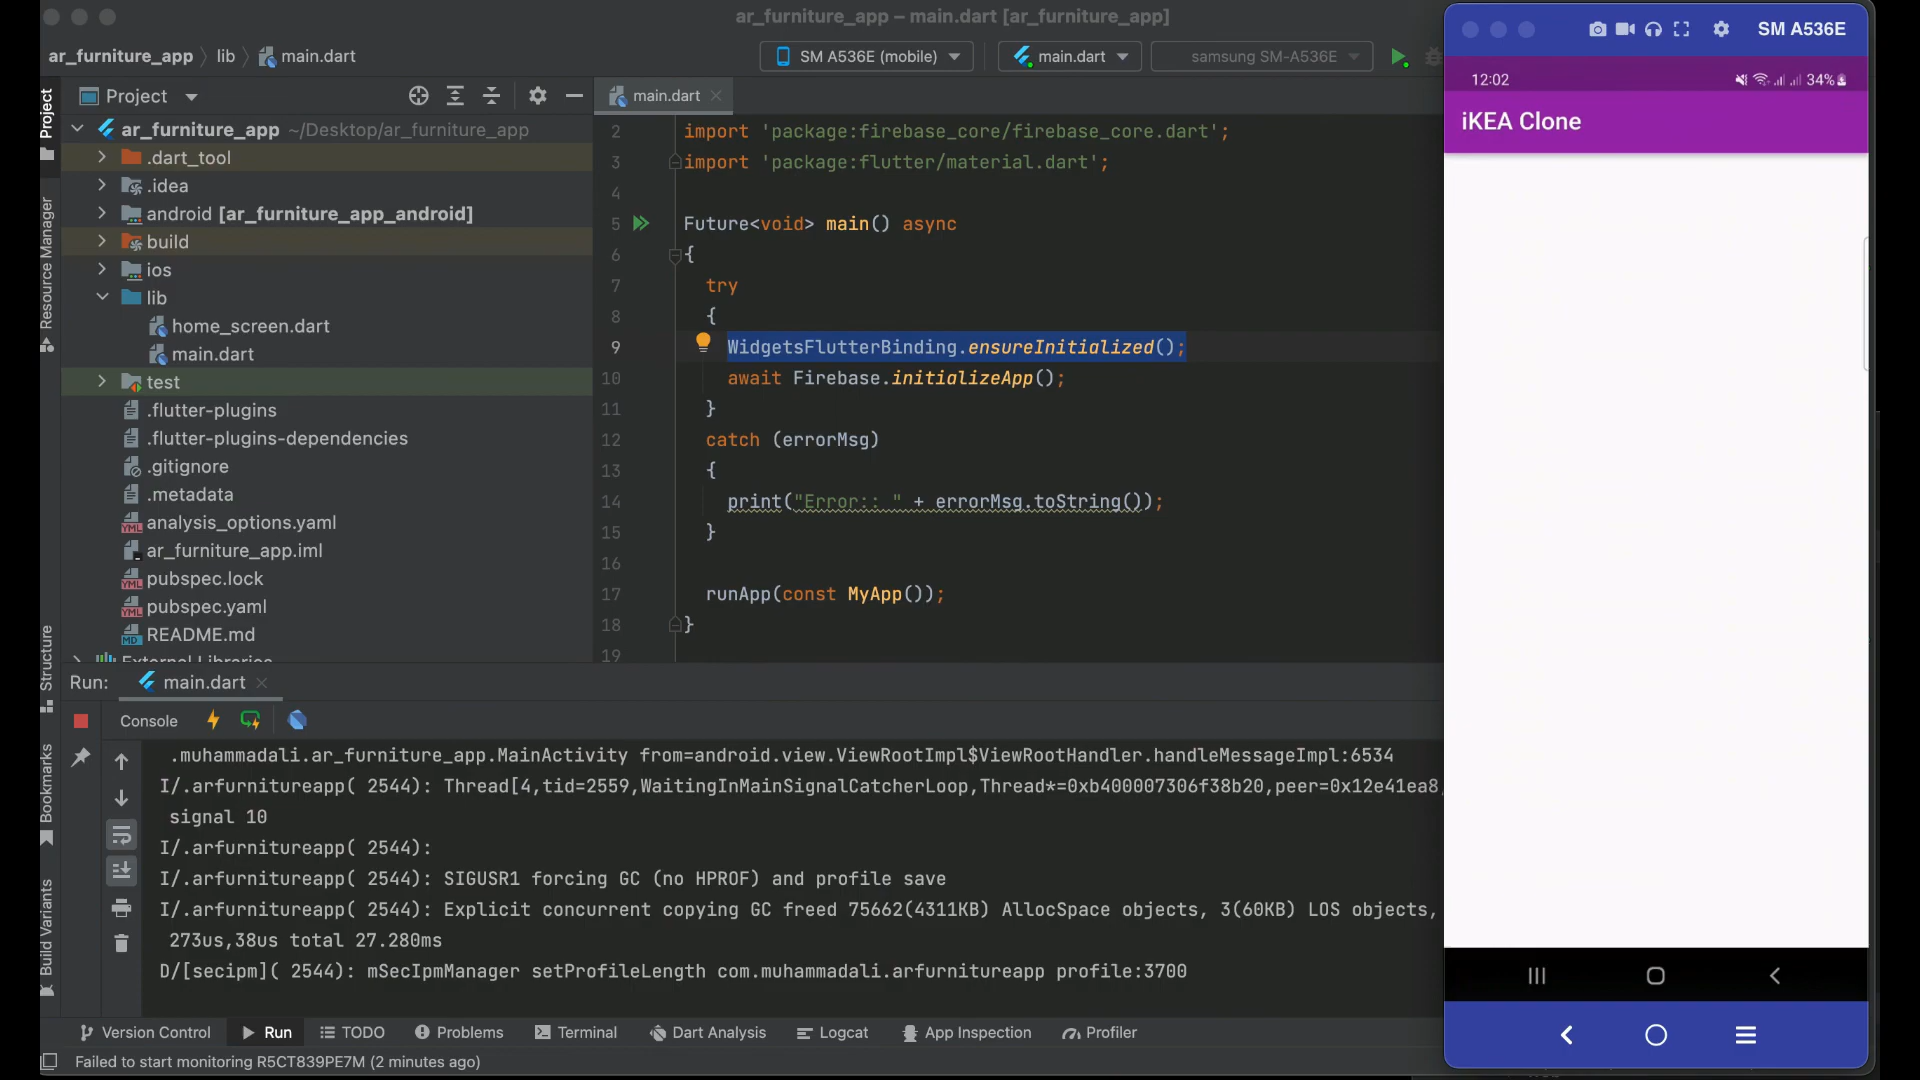 ar_furniture_app – main.dart [ar_furniture_app]
ar_furniture_app
lib
main.dart
SM A536E (mobile)
main.dart
samsung SM-A536E
Project
Resource Manager
Structure
Bookmarks
Build Variants
Project
ar_furniture_app ~/Desktop/ar_furniture_app
.dart_tool
.idea
android [ar_furniture_app_android]
build
ios
lib
home_screen.dart
main.dart
test
.flutter-plugins
.flutter-plugins-dependencies
.gitignore
.metadata
analysis_options.yaml
ar_furniture_app.iml
pubspec.lock
pubspec.yaml
README.md
External Libraries
main.dart
2 import 'package:firebase_core/firebase_core.dart';
3 import 'package:flutter/material.dart';
4
5 Future<void> main() async
6 {
7 try
8 {
9 WidgetsFlutterBinding.ensureInitialized();
10 await Firebase.initializeApp();
11 }
12 catch (errorMsg)
13 {
14 print("Error:: " + errorMsg.toString());
15 }
16
17 runApp(const MyApp());
18 }
19
Run: main.dart
Console
.muhammadali.ar_furniture_app.MainActivity from=android.view.ViewRootImpl$ViewRootHandler.handleMessageImpl:6534
I/.arfurnitureapp( 2544): Thread[4,tid=2559,WaitingInMainSignalCatcherLoop,Thread*=0xb400007306f38b20,peer=0x12e41ea8,
signal 10
I/.arfurnitureapp( 2544):
I/.arfurnitureapp( 2544): SIGUSR1 forcing GC (no HPROF) and profile save
I/.arfurnitureapp( 2544): Explicit concurrent copying GC freed 75662(4311KB) AllocSpace objects, 3(60KB) LOS objects,
273us,38us total 27.280ms
D/[secipm]( 2544): mSecIpmManager setProfileLength com.muhammadali.arfurnitureapp profile:3700
Version Control
Run
TODO
Problems
Terminal
Dart Analysis
Logcat
App Inspection
Profiler
Failed to start monitoring R5CT839PE7M (2 minutes ago)
SM A536E
12:02
34%
iKEA Clone